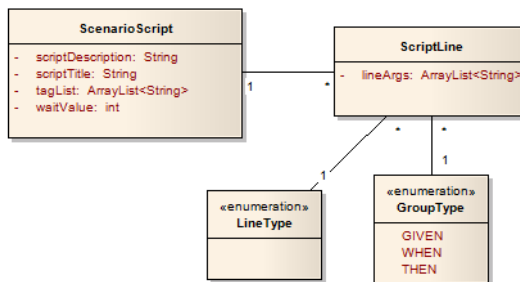 ScenarioScript
- scriptDescription: String
- scriptTitle: String
- tagList: ArrayList<String>
- waitValue: int
1
*
ScriptLine
- lineArgs: ArrayList<String>
*
*
1
1
«enumeration»
LineType
«enumeration»
GroupType
GIVEN
WHEN
THEN